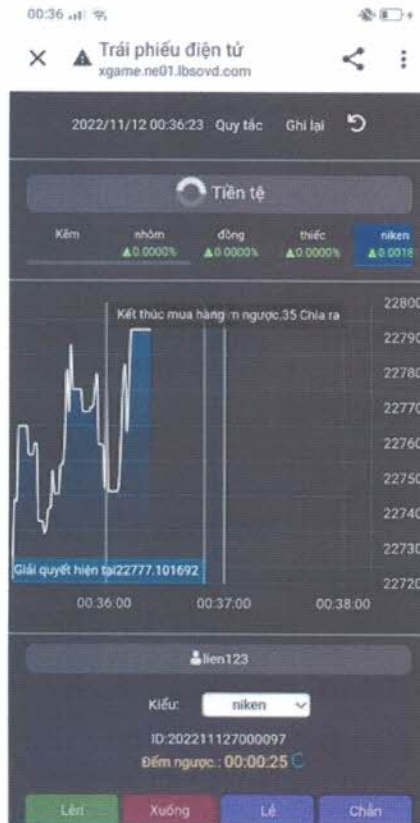 00:36
Trái phiếu điện tử
xgame.ne01.lbsovd.com
2022/11/12 00:36:23 Quy tắc Ghi lại
Tiền tệ
Kẽm nhôm đồng thiếc niken
0.0000% 0.0000% 0.0000% 0.0018
Kết thúc mua hàng m ngược.35 Chia ra
22800
22790
22780
22770
22760
22750
22740
22730
Giải quyết hiện tại22777.101692
22720
00:36:00 00:37:00 00:38:00
lien123
Kiểu: niken
ID:202211127000097
Đếm ngược.: 00:00:25
Lên Xuống Lẻ Chẵn